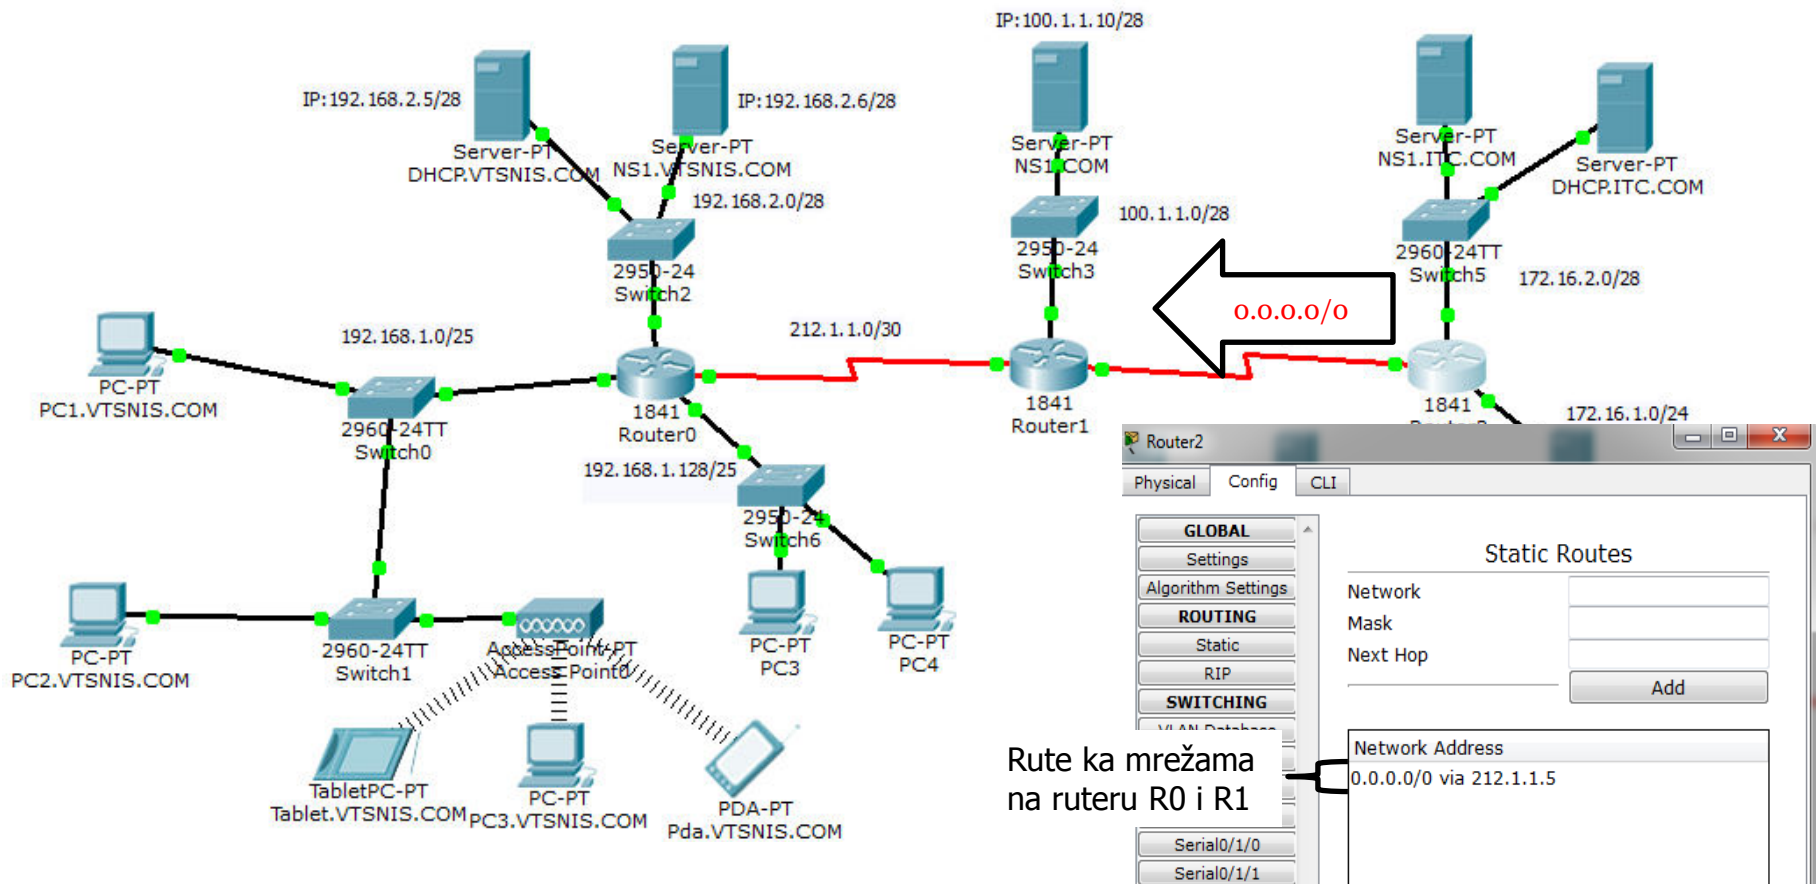 IP:100.1.1.10/28
IP:192.168.2.5/28
IP:192.168.2.6/28
Server-PT
DHCP.VTSNIS.COM
Server-PT
NS1.VTSNIS.COM
192.168.2.0/28
Server-PT
NS1.COM
Server-PT
NS1.ITC.COM
Server-PT
DHCP.ITC.COM
100.1.1.0/28
2950-24
Switch2
2950-24
Switch3
2960-24TT
Switch5
172.16.2.0/28
0.0.0.0/0
192.168.1.0/25
212.1.1.0/30
PC-PT
PC1.VTSNIS.COM
2960-24TT
Switch0
1841
Router0
1841
Router1
1841
172.16.1.0/24
192.168.1.128/25
2950-24
Switch6
PC-PT
PC2.VTSNIS.COM
2960-24TT
Switch1
AccessPoint-PT
Access Point0
PC-PT
PC3
PC-PT
PC4
TabletPC-PT
Tablet.VTSNIS.COM
PC-PT
PC3.VTSNIS.COM
PDA-PT
Pda.VTSNIS.COM
Router2
Physical Config CLI
GLOBAL
Settings
Algorithm Settings
ROUTING
Static
RIP
SWITCHING
VLAN Database
Serial0/1/0
Serial0/1/1
Static Routes
Network
Mask
Next Hop
Add
Network Address
0.0.0.0/0 via 212.1.1.5
Rute ka mrežama
na ruteru R0 i R1